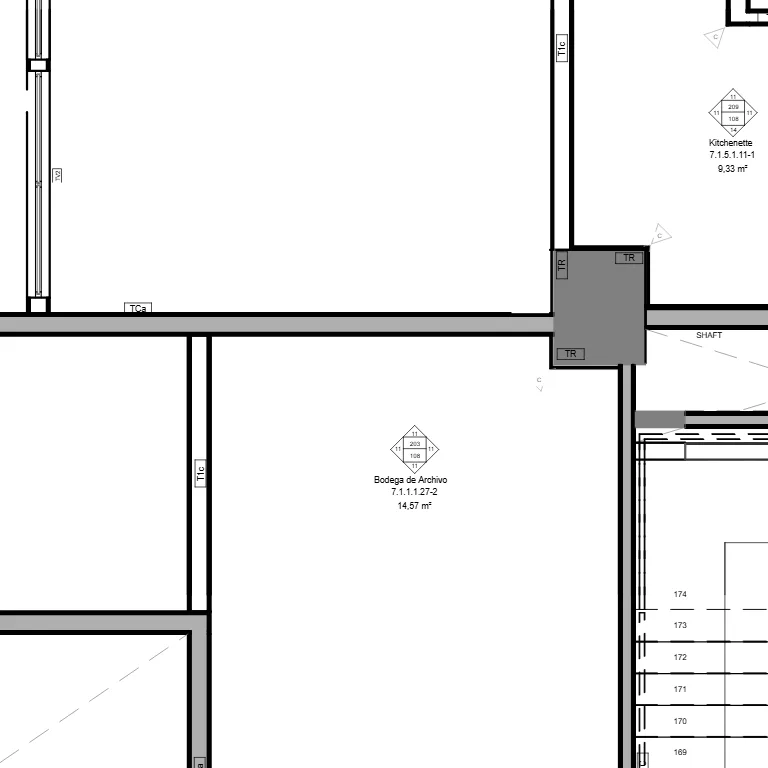 T1c
C
11
209
11 11
108
14
Kitchenette
7.1.5.1.11-1
9,33 m²
TV2
C
TR
TR
TCa
SHAFT
TR
C
11
203
11 11
108
11
Bodega de Archivo
7.1.1.1.27-2
14,57 m²
T1c
174
173
172
171
170
169